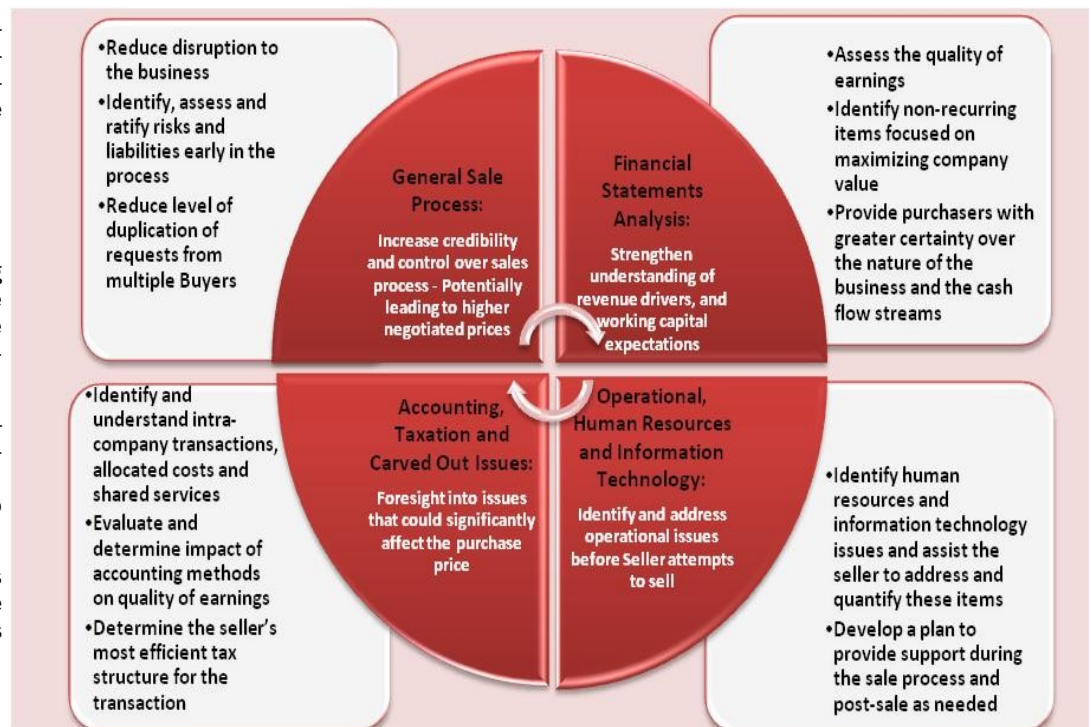 •Reduce disruption to
the business
•Identify, assess and
ratify risks and
liabilities early in the
process
•Reduce level of
duplication of
requests from
multiple Buyers
General Sale
Process:
Increase credibility
and control over sales
process - Potentially
leading to higher
negotiated prices
Financial
Statements
Analysis:
Strengthen
understanding of
revenue drivers, and
working capital
expectations
•Assess the quality of
earnings
•Identify non-recurring
items focused on
maximizing company
value
•Provide purchasers with
greater certainty over
the nature of the
business and the cash
flow streams
•Identify and
understand intra-
company transactions,
allocated costs and
shared services
•Evaluate and
determine impact of
accounting methods
on quality of earnings
•Determine the seller's
most efficient tax
structure for the
transaction
Accounting,
Taxation and
Carved Out Issues:
Foresight into issues
that could significantly
affect the purchase
price
Operational,
Human Resources
and Information
Technology:
Identify and address
operational issues
before Seller attempts
to sell
•Identify human
resources and
information technology
issues and assist the
seller to address and
quantify these items
•Develop a plan to
provide support during
the sale process and
post-sale as needed